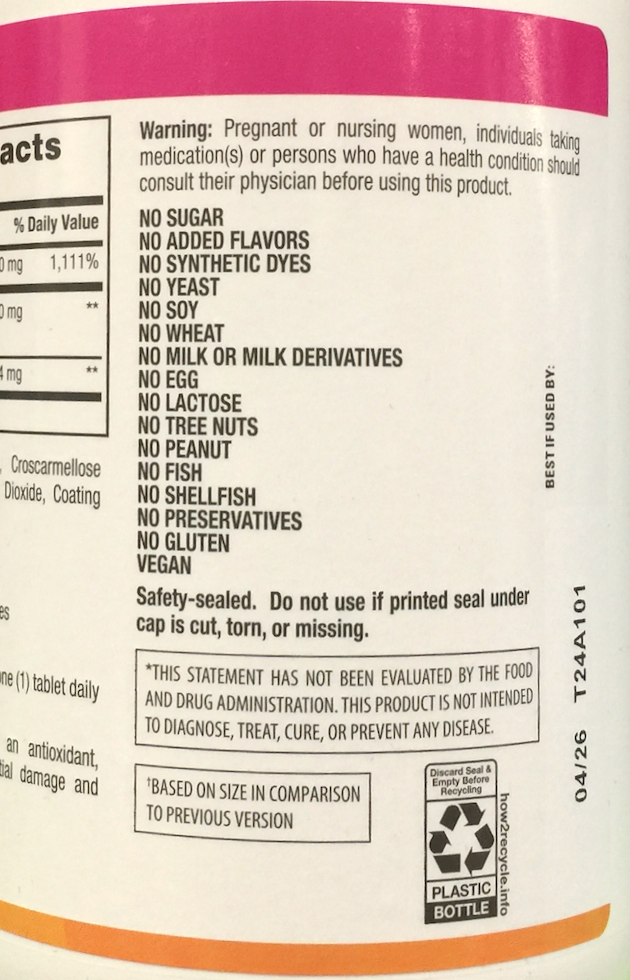 acts
% Daily Value
0 mg 1,111%
0 mg **
4 mg **
, Croscarmellose
Dioxide, Coating
es
one (1) tablet daily
an antioxidant,
tial damage and
Warning: Pregnant or nursing women, individuals taking
medication(s) or persons who have a health condition should
consult their physician before using this product.
NO SUGAR
NO ADDED FLAVORS
NO SYNTHETIC DYES
NO YEAST
NO SOY
NO WHEAT
NO MILK OR MILK DERIVATIVES
NO EGG
NO LACTOSE
NO TREE NUTS
NO PEANUT
NO FISH
NO SHELLFISH
NO PRESERVATIVES
NO GLUTEN
VEGAN
Safety-sealed. Do not use if printed seal under
cap is cut, torn, or missing.
*THIS STATEMENT HAS NOT BEEN EVALUATED BY THE FOOD
AND DRUG ADMINISTRATION. THIS PRODUCT IS NOT INTENDED
TO DIAGNOSE, TREAT, CURE, OR PREVENT ANY DISEASE.
†BASED ON SIZE IN COMPARISON
TO PREVIOUS VERSION
Discard Seal &
Empty Before
Recycling
PLASTIC
BOTTLE
how2recycle.info
BEST IF USED BY:
04/26 T24A101